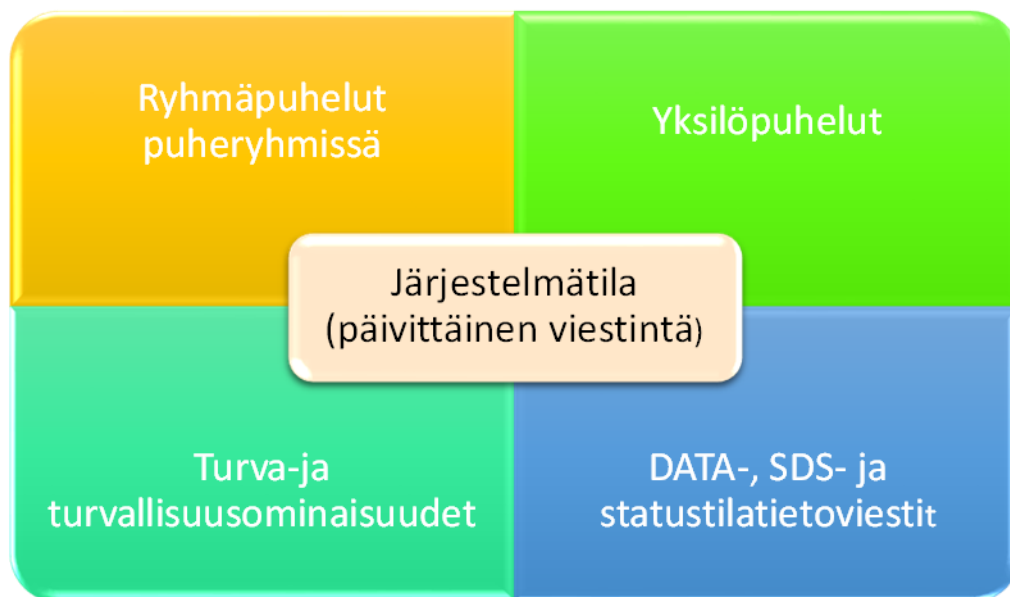 Ryhmäpuhelut
puheryhmissä
Yksilöpuhelut
Järjestelmätila
(päivittäinen viestintä)
Turva-ja
turvallisuusominaisuudet
DATA-, SDS- ja
statustilatietoviestit